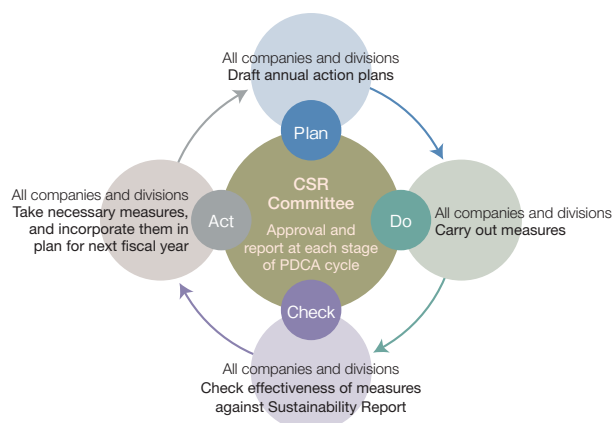 All companies and divisions
Draft annual action plans
Plan
CSR
Committee
Approval and
report at each stage
of PDCA cycle
Do
All companies and divisions
Carry out measures
Check
All companies and divisions
Check effectiveness of measures
against Sustainability Report
Act
All companies and divisions
Take necessary measures,
and incorporate them in
plan for next fiscal year